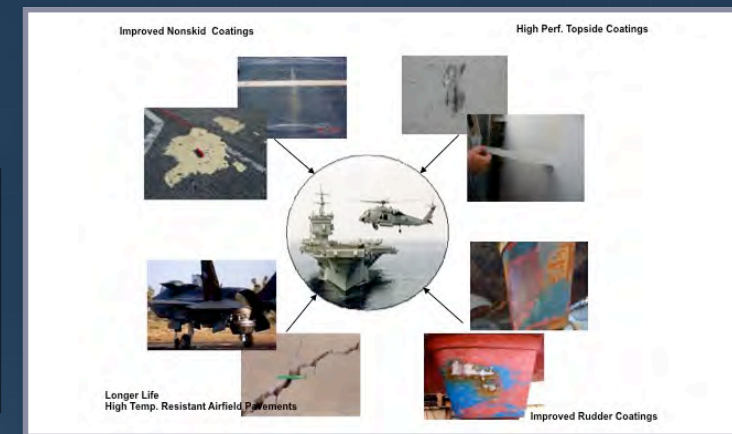 Improved Nonskid Coatings
High Perf. Topside Coatings
Longer Life
High Temp. Resistant Airfield Pavements
Improved Rudder Coatings